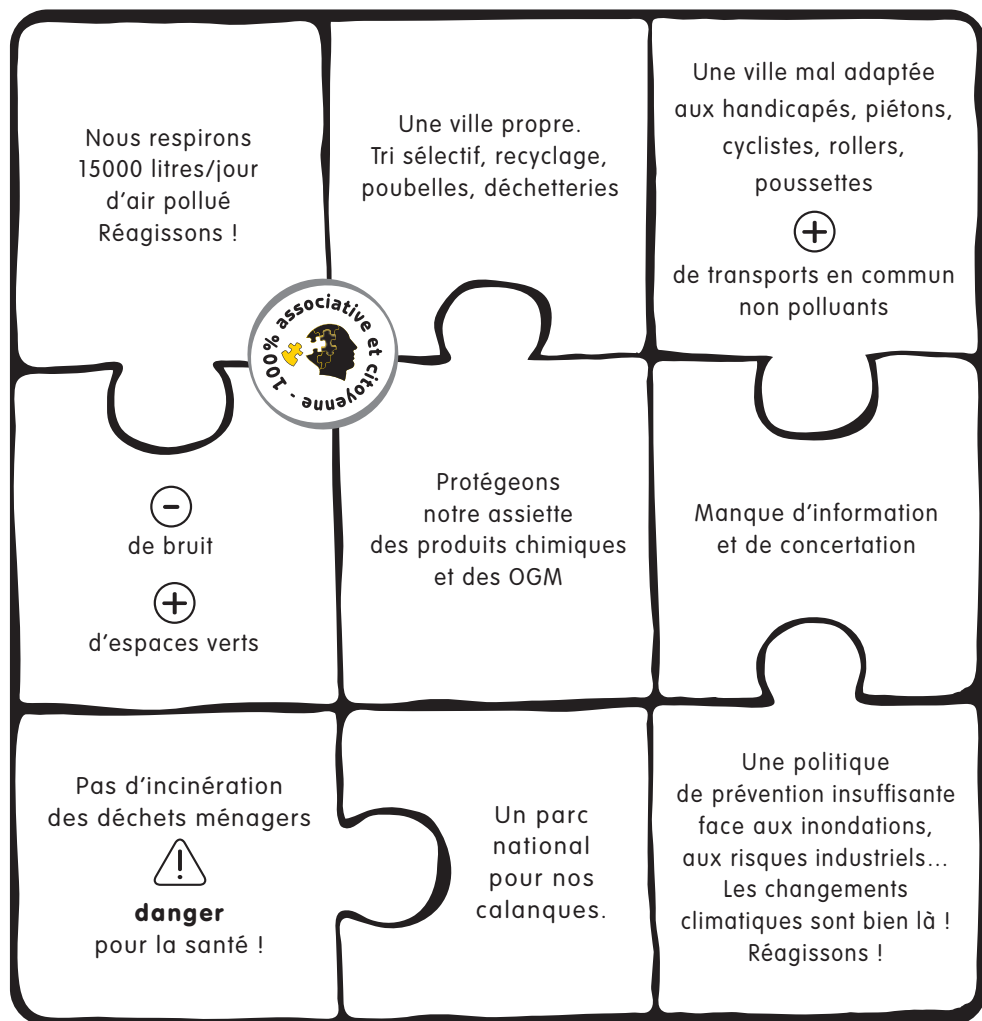 Nous respirons
15000 litres/jour
d'air pollué
Réagissons !
Une ville propre.
Tri sélectif, recyclage,
poubelles, déchetteries
Une ville mal adaptée
aux handicapés, piétons,
cyclistes, rollers,
poussettes
+
de transports en commun
non polluants
100% associative et citoyenne -
-
de bruit
+
d'espaces verts
Protégeons
notre assiette
des produits chimiques
et des OGM
Manque d'information
et de concertation
Pas d'incinération
des déchets ménagers
!
danger
pour la santé !
Un parc
national
pour nos
calanques.
Une politique
de prévention insuffisante
face aux inondations,
aux risques industriels...
Les changements
climatiques sont bien là !
Réagissons !